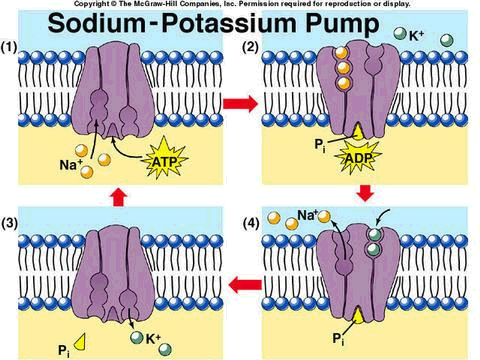 Copyright © The McGraw-Hill Companies, Inc. Permission required for reproduction or display.
Sodium-Potassium Pump
(1)
Na+
ATP
(2)
K+
Pi
ADP
(3)
Pi
K+
(4)
Na+
Pi